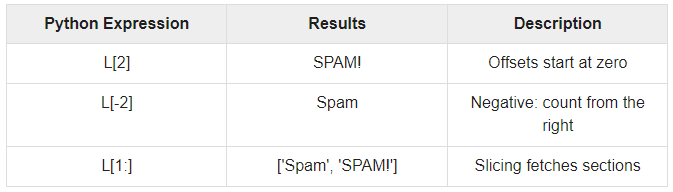 Python Expression Results Description
L[2] SPAM! Offsets start at zero
L[-2] Spam Negative: count from the
right
L[1:] ['Spam', 'SPAM!'] Slicing fetches sections